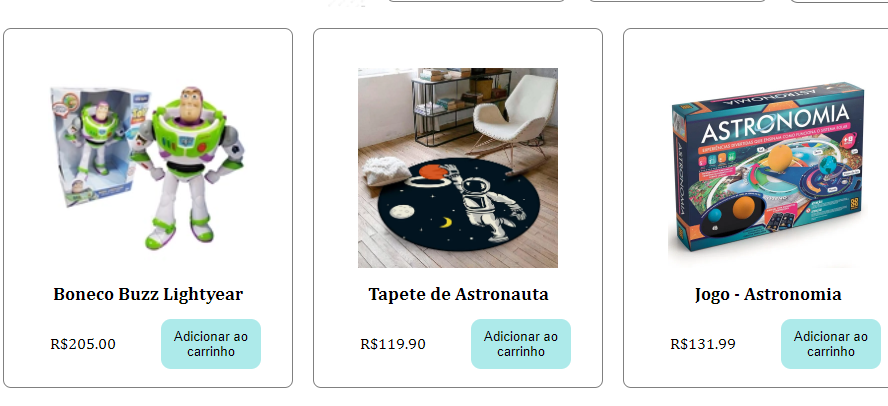 ASTRONOMIA
Boneco Buzz Lightyear
Tapete de Astronauta
Jogo - Astronomia
R$205.00
Adicionar ao
carrinho
R$119.90
Adicionar ao
carrinho
R$131.99
Adicionar ao
carrinho